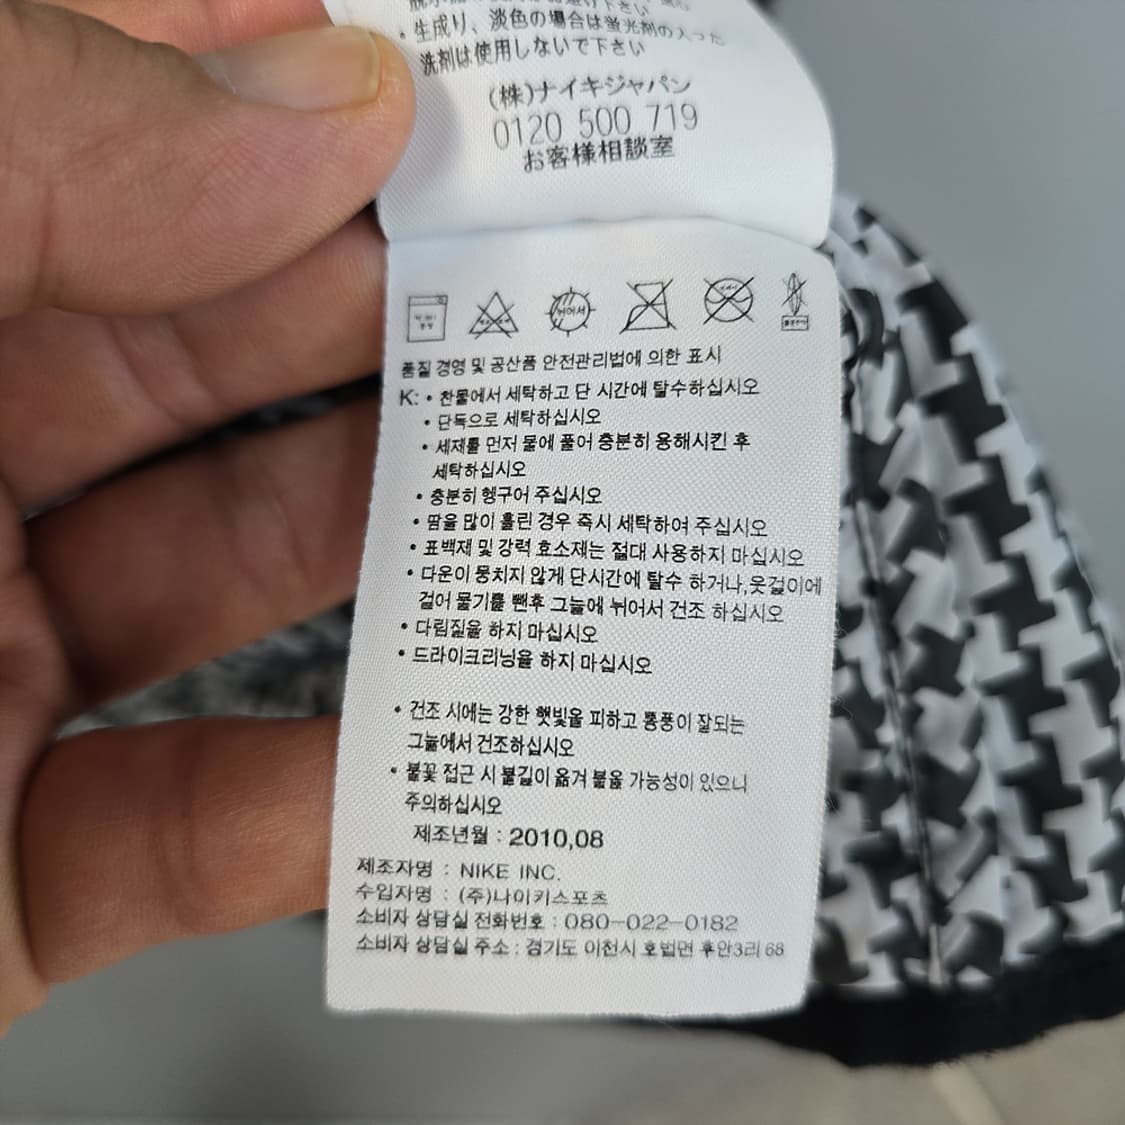 ・生成り、淡色の場合は蛍光剤の入った
洗剤は使用しないで下さい
(株)ナイキジャパン
0120 500 719
お客様相談室
품질 경영 및 공산품 안전관리법에 의한 표시
K: • 찬물에서 세탁하고 단 시간에 탈수하십시오
• 단독으로 세탁하십시오
• 세제를 먼저 물에 풀어 충분히 용해시킨 후
세탁하십시오
• 충분히 헹구어 주십시오
• 땀을 많이 흘린 경우 즉시 세탁하여 주십시오
• 표백제 및 강력 효소제는 절대 사용하지 마십시오
• 다운이 뭉치지 않게 단시간에 탈수 하거나,옷걸이에
걸어 물기를 뺀후 그늘에 뉘어서 건조 하십시오
• 다림질을 하지 마십시오
• 드라이크리닝을 하지 마십시오
• 건조 시에는 강한 햇빛을 피하고 통풍이 잘되는
그늘에서 건조하십시오
• 불꽃 접근 시 불길이 옮겨 붙을 가능성이 있으니
주의하십시오
제조년월 : 2010,08
제조자명 : NIKE INC.
수입자명 : (주)나이키스포츠
소비자 상담실 전화번호 : 080-022-0182
소비자 상담실 주소 : 경기도 이천시 호법면 후안3리 68